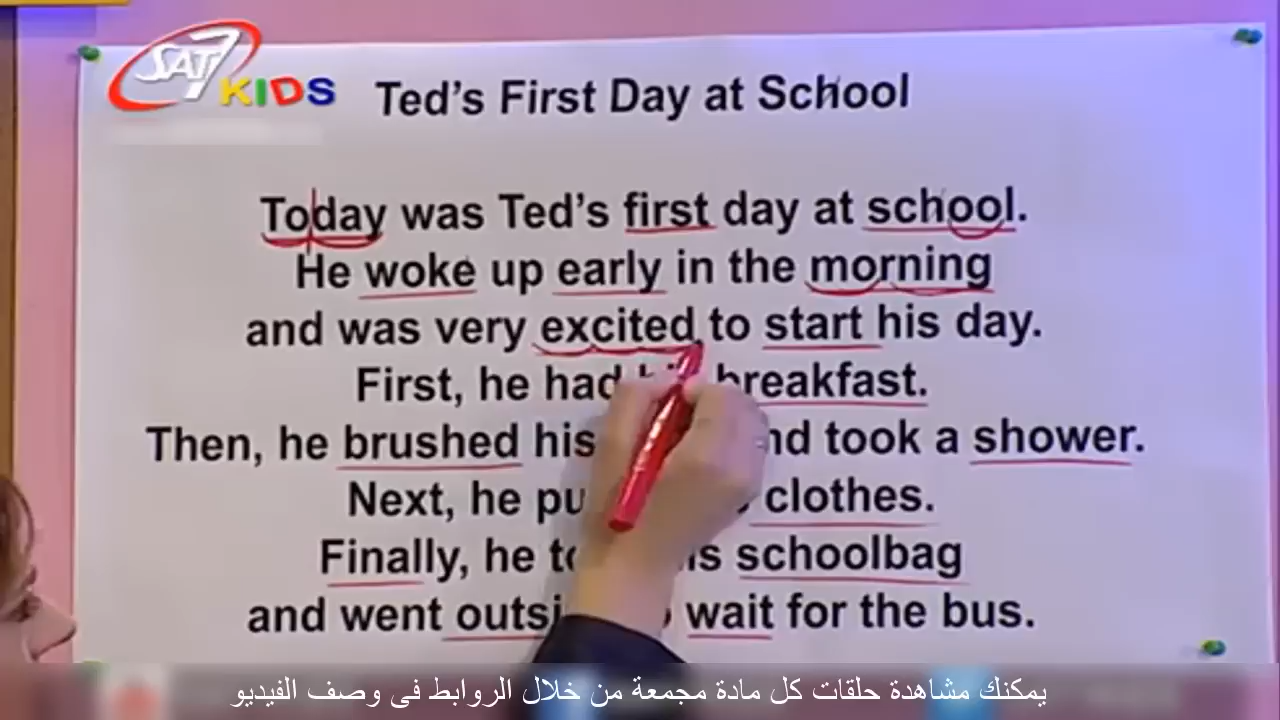 SAT7
KIDS
Ted's First Day at School
Today was Ted's first day at school.
He woke up early in the morning
and was very excited to start his day.
First, he had breakfast.
Then, he brushed his took a shower.
Next, he clothes.
Finally, he schoolbag
and went wait for the bus.
يمكنك مشاهدة حلقات كل مادة مجمعة من خلال الروابط فى وصف الفيديو